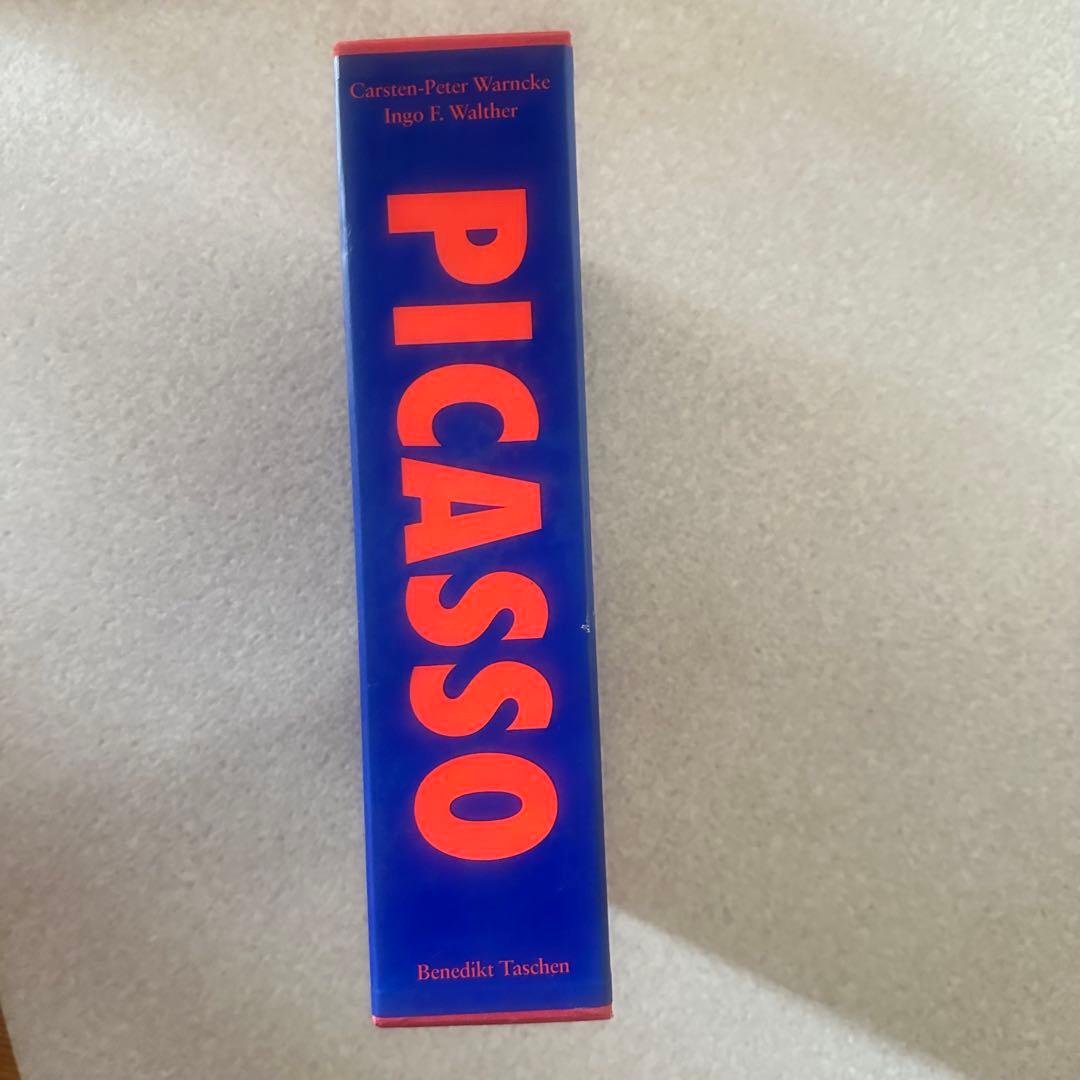 Carsten-Peter Warncke
Ingo F. Walther
PICASSO
Benedikt Taschen